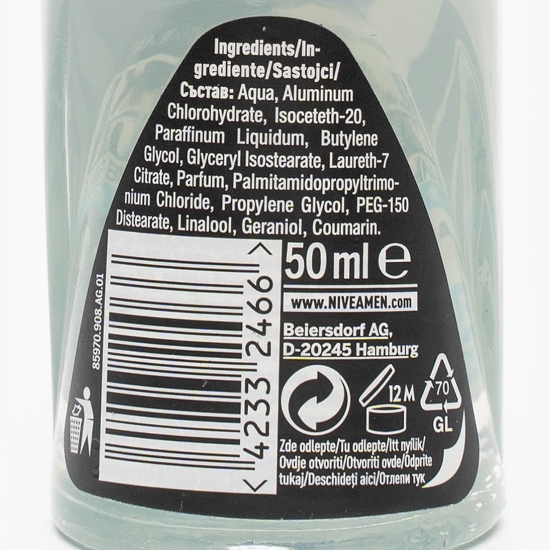 Ingredients/In-
grediente/Sastojci/
Състав: Aqua, Aluminum
Chlorohydrate, Isoceteth-20,
Paraffinum Liquidum, Butylene
Glycol, Glyceryl Isostearate, Laureth-7
Citrate, Parfum, Palmitamidopropyltrimo-
nium Chloride, Propylene Glycol, PEG-150
Distearate, Linalool, Geraniol, Coumarin.
85970.908.AG.01
< 4233 2466 >
50 ml e
www.NIVEAMEN.com
Beiersdorf AG,
D-20245 Hamburg
12 M
70
GL
Zde odlepte/Tu odlepte/Itt nyílik/
Ovdje otvoriti/Otvoriti ovde/Odprite
tukaj/Deschideți aici/Отлепи тук